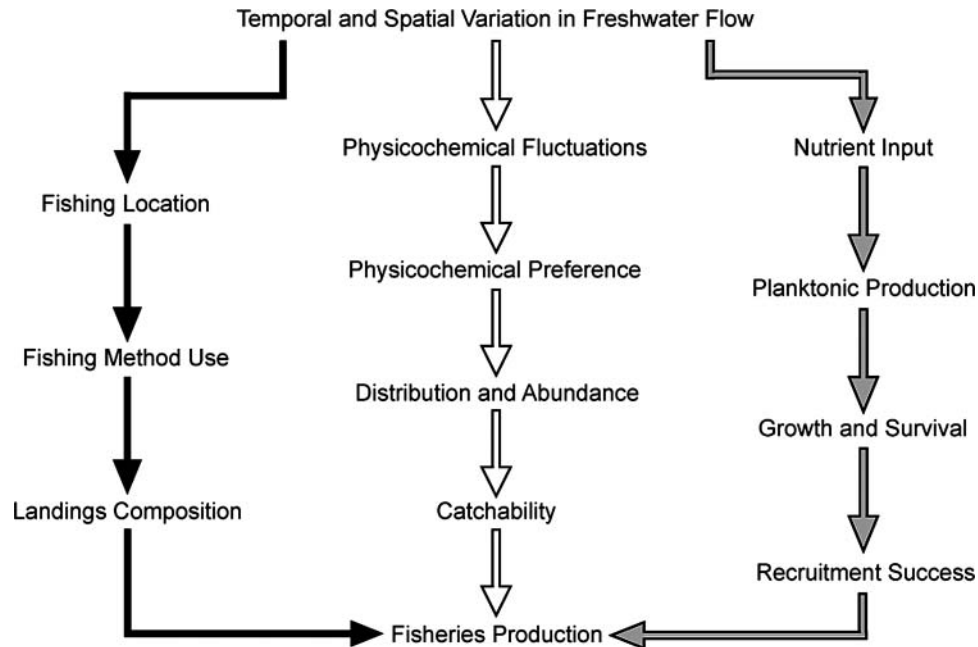 Temporal and Spatial Variation in Freshwater Flow
Physicochemical Fluctuations
Nutrient Input
Fishing Location
Physicochemical Preference
Planktonic Production
Fishing Method Use
Distribution and Abundance
Growth and Survival
Landings Composition
Catchability
Recruitment Success
Fisheries Production